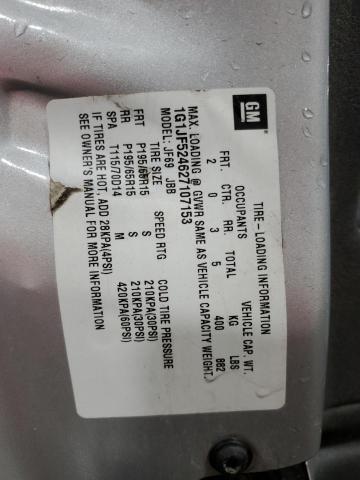 GM
TIRE-LOADING INFORMATION
OCCUPANTS VEHICLE CAP. WT.
FRT. CTR. RR. TOTAL KG LBS
2 0 3 5 400 882
MAX. LOADING @ GVWR SAME AS VEHICLE CAPACITY WEIGHT.
1G1JF524627107153
MODEL: JF69 JBB
TIRE SIZE SPEED RTG COLD TIRE PRESSURE
FRT P195/65R15 S 210KPA(30PSI)
RR P195/65R15 S 210KPA(30PSI)
SPA T115/70D14 M 420KPA(60PSI)
IF TIRES ARE HOT, ADD 28KPA(4PSI)
SEE OWNER'S MANUAL FOR MORE INFORMATION